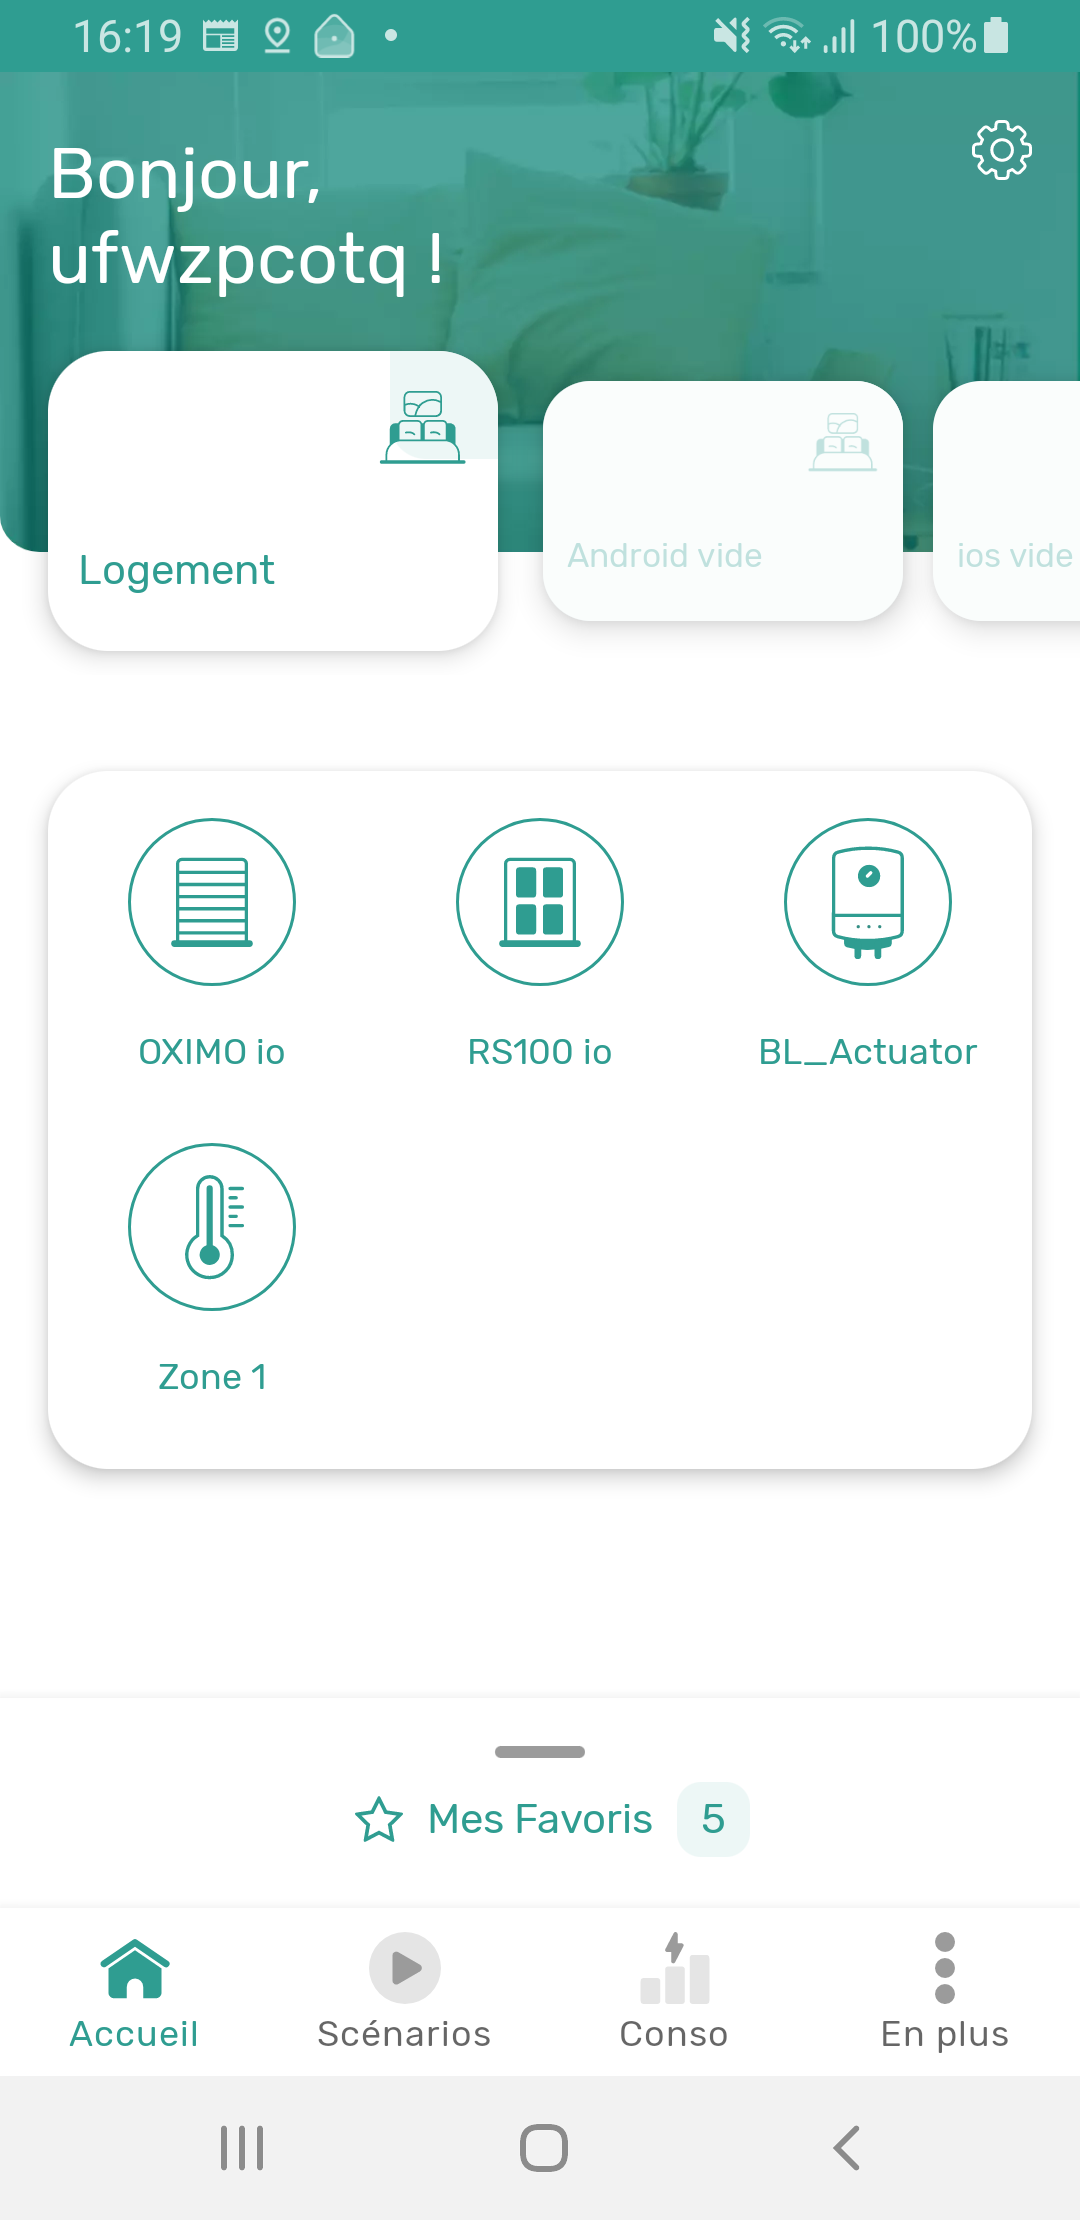 16:19
100%
Bonjour,
ufwzpcotq !
Logement
Android vide
ios vide
OXIMO io
RS100 io
BL_Actuator
Zone 1
Mes Favoris 5
Accueil
Scénarios
Conso
En plus